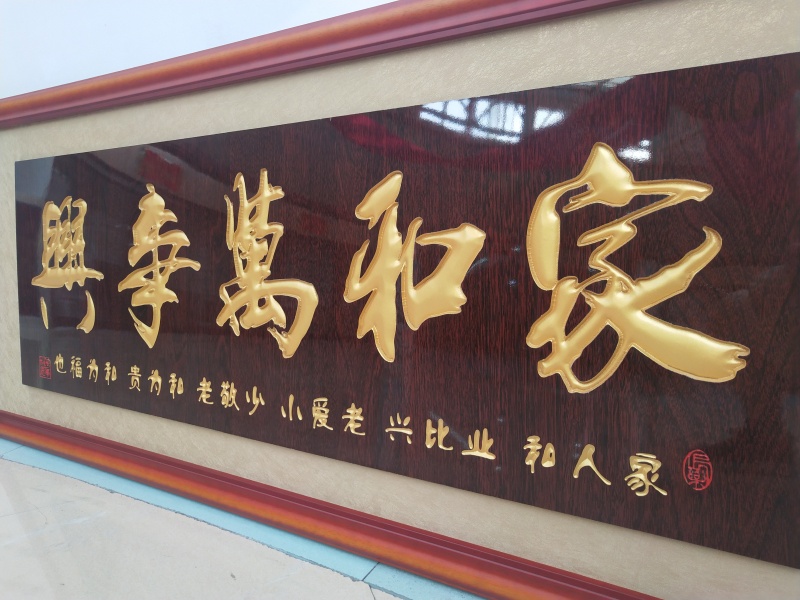 家和萬事興
家人和 业比兴 老爱小 少敬老 和为贵 和为福也